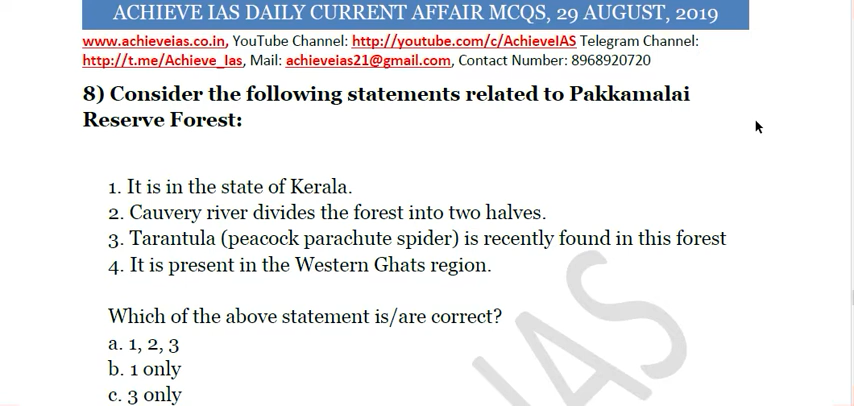 ACHIEVE IAS DAILY CURRENT AFFAIR MCQS, 29 AUGUST, 2019
www.achieveias.co.in, YouTube Channel: http://youtube.com/c/AchieveIAS Telegram Channel:
http://t.me/Achieve_Ias, Mail: achieveias21@gmail.com, Contact Number: 8968920720
8) Consider the following statements related to Pakkamalai
Reserve Forest:
1. It is in the state of Kerala.
2. Cauvery river divides the forest into two halves.
3. Tarantula (peacock parachute spider) is recently found in this forest
4. It is present in the Western Ghats region.
Which of the above statement is/are correct?
a. 1, 2, 3
b. 1 only
c. 3 only
IAS